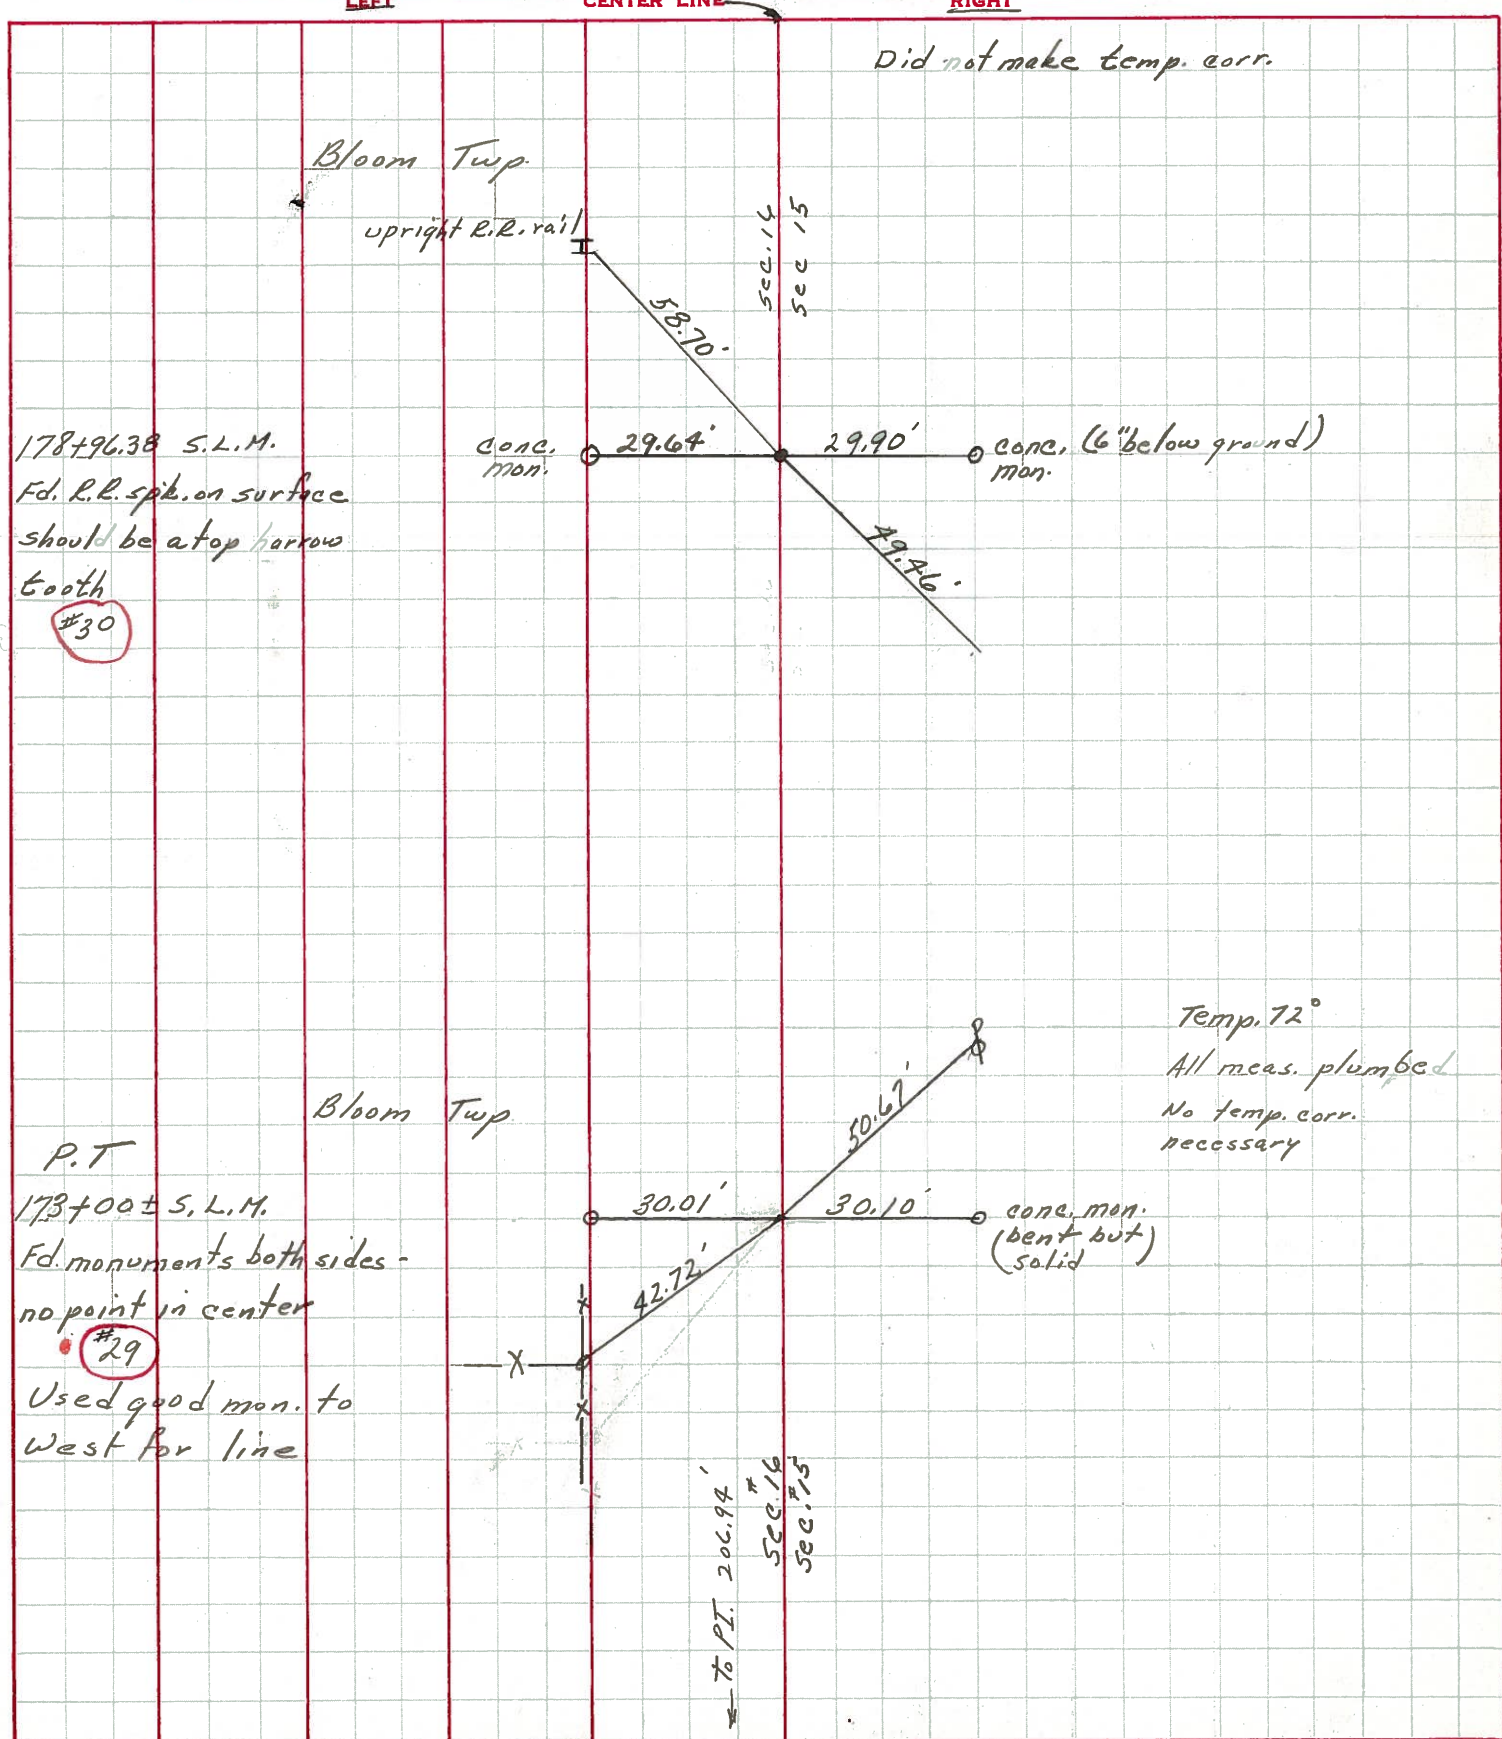 LEFT CENTER LINE RIGHT
Did not make temp. corr.
Bloom Twp.
upright R.R. rail
Sec. 16
Sec 15
58.70'
178+96.38 S.L.M.
Fd. R.R. spk. on surface
should be atop harrow
tooth
#30
conc.
mon.
29.64'
29.90'
conc. (6" below ground)
mon.
49.46'
Temp. 72°
All meas. plumbed
No temp. corr.
necessary
Bloom Twp
50.67'
P.T
173+00± S.L.M.
Fd. monuments both sides -
no point in center
#29
Used good mon. to
West for line
30.01'
30.10'
conc. mon.
(bent but)
solid
42.72'
X
X
X
← To P.I. 206.94'
Sec. #16
Sec. #15